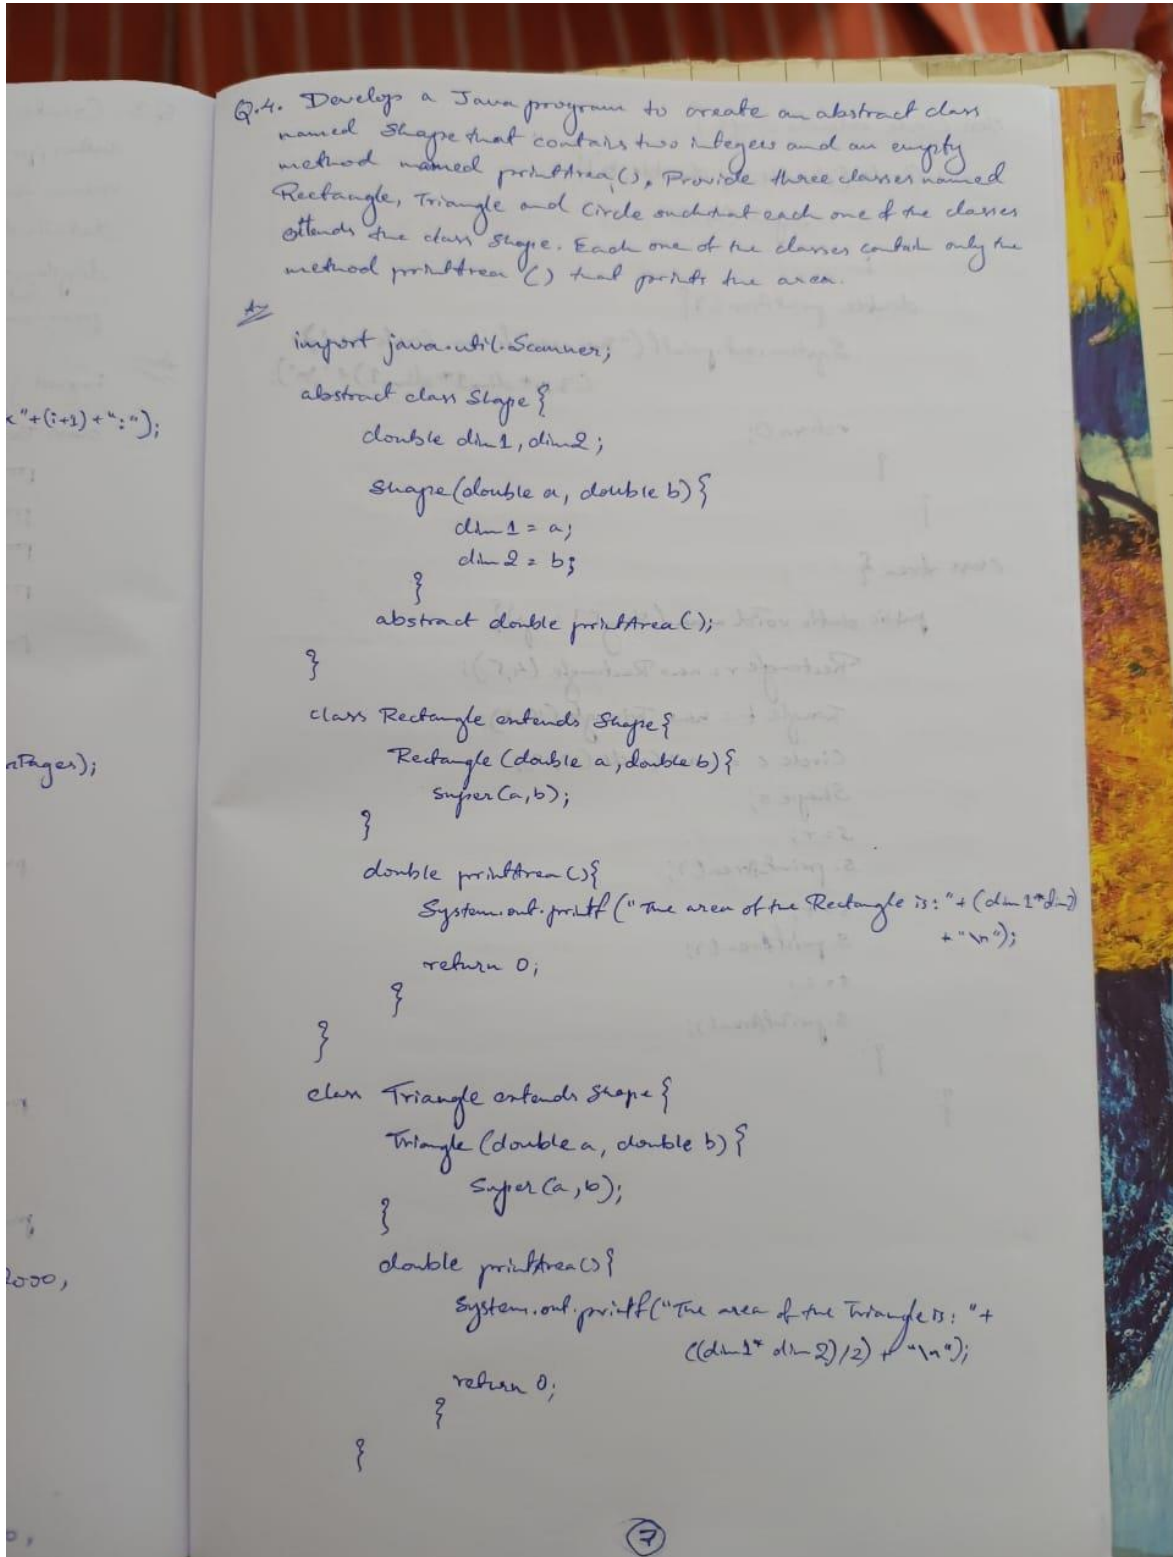 Q.4. Develop a Java program to create an abstract class
named Shape that contains two integers and an empty
method named printArea(). Provide three classes named
Rectangle, Triangle and Circle such that each one of the classes
extends the class Shape. Each one of the classes contain only the
method printArea() that prints the area.
Ans
import java.util.Scanner;
abstract class Shape {
double dim1, dim2;
Shape(double a, double b) {
dim1 = a;
dim2 = b;
}
abstract double printArea();
}
class Rectangle extends Shape {
Rectangle (double a, double b) {
super(a,b);
}
double printArea() {
System.out.printf("The area of the Rectangle is: "+ (dim1*dim2)
+ "\n");
return 0;
}
}
class Triangle extends Shape {
Triangle (double a, double b) {
super(a,b);
}
double printArea() {
System.out.printf("The area of the Triangle is: "+
((dim1* dim2)/2) + "\n");
return 0;
}
}
7
"+(i+1)+":");
Pages);
2000,